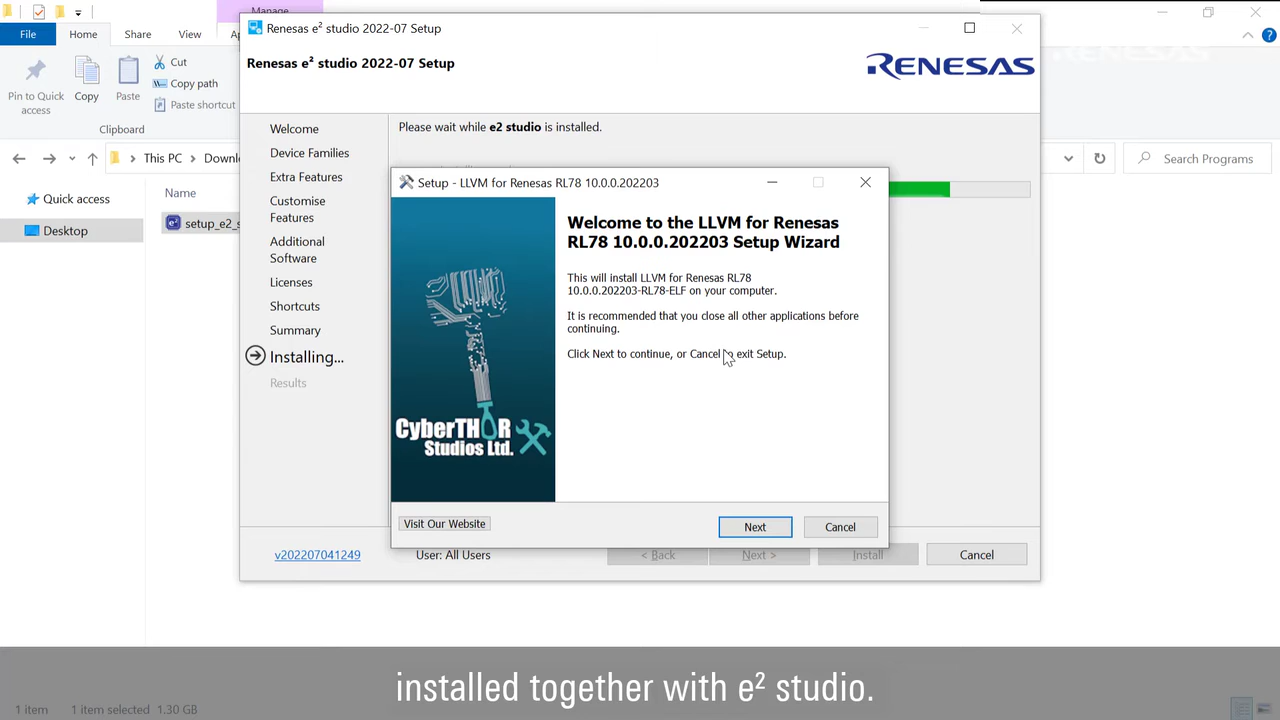 Manage
Renesas e² studio 2022-07 Setup
File
Home
Share
View
Renesas e² studio 2022-07 Setup
RENESAS
RENESAS
Pin to Quick
access
Copy
Paste
Cut
Copy path
Paste shortcut
Clipboard
Welcome
Device Families
Extra Features
Customise
Features
Additional
Software
Licenses
Shortcuts
Summary
Installing...
Results
Please wait while e2 studio is installed.
This PC
Search Programs
Quick access
Desktop
Name
setup_e2_s
Setup - LLVM for Renesas RL78 10.0.0.202203
Welcome to the LLVM for Renesas
RL78 10.0.0.202203 Setup Wizard
This will install LLVM for Renesas RL78
10.0.0.202203-RL78-ELF on your computer.
It is recommended that you close all other applications before
continuing.
Click Next to continue, or Cancel to exit Setup.
CyberTHOR
Studios Ltd.
Visit Our Website
Next
Cancel
v202207041249
User: All Users
< Back
Next >
Install
Cancel
installed together with e² studio.
1 item
1 item selected
1.30 GB